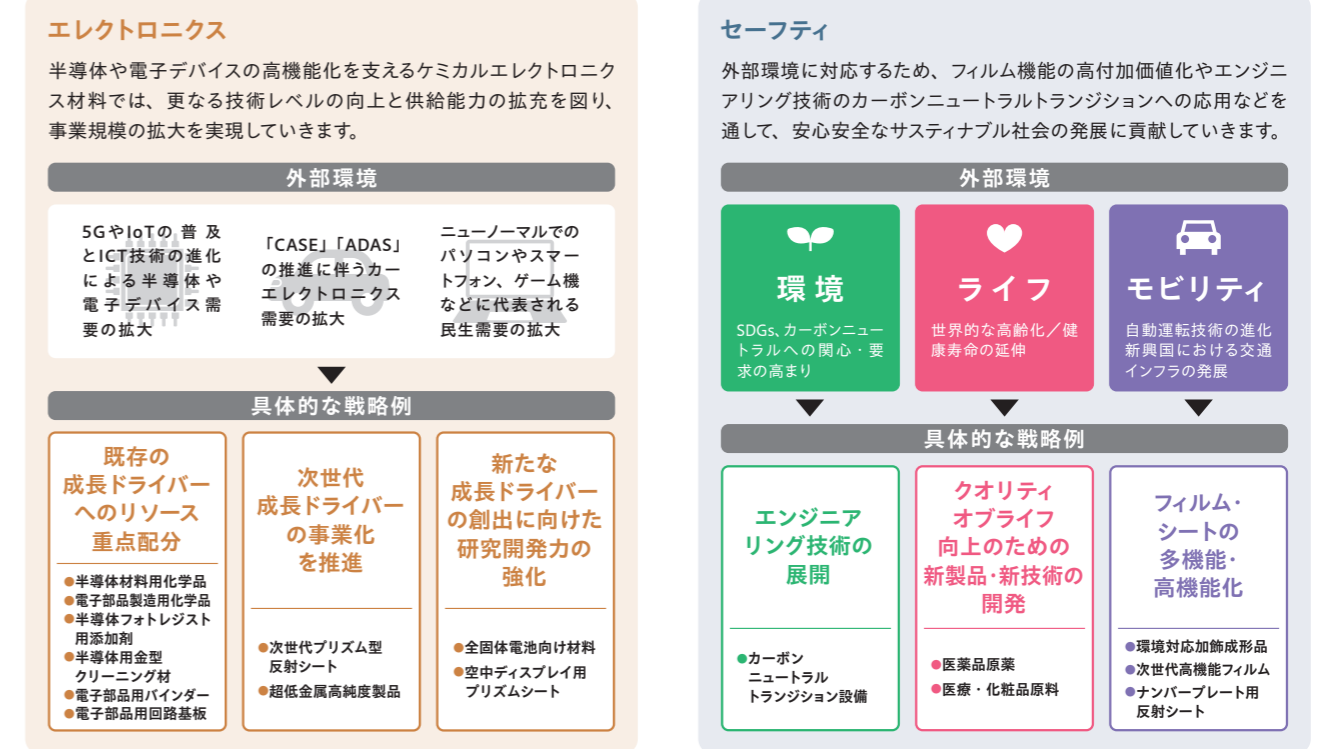 エレクトロニクス
半導体や電子デバイスの高機能化を支えるケミカルエレクトロニク
ス材料では、更なる技術レベルの向上と供給能力の拡充を図り、
事業規模の拡大を実現していきます。
外部環境
5GやIoTの普及
とICT技術の進化
による半導体や
電子デバイス需
要の拡大
「CASE」「ADAS」
の推進に伴うカー
エレクトロニクス
需要の拡大
ニューノーマルでの
パソコンやスマー
トフォン、ゲーム機
などに代表される
民生需要の拡大
具体的な戦略例
既存の
成長ドライバー
へのリソース
重点配分
●半導体材料用化学品
●電子部品製造用化学品
●半導体フォトレジスト
用添加剤
●半導体用金型
クリーニング材
●電子部品用バインダー
●電子部品用回路基板
次世代
成長ドライバー
の事業化
を推進
●次世代プリズム型
反射シート
●超低金属高純度製品
新たな
成長ドライバー
の創出に向けた
研究開発力の
強化
●全固体電池向け材料
●空中ディスプレイ用
プリズムシート
セーフティ
外部環境に対応するため、フィルム機能の高付加価値化やエンジニ
アリング技術のカーボンニュートラルトランジションへの応用などを
通して、安心安全なサスティナブル社会の発展に貢献していきます。
外部環境
環境
SDGs、カーボンニュー
トラルへの関心・要
求の高まり
ライフ
世界的な高齢化／健
康寿命の延伸
モビリティ
自動運転技術の進化
新興国における交通
インフラの発展
具体的な戦略例
エンジニア
リング技術の
展開
●カーボン
ニュートラル
トランジション設備
クオリティ
オブライフ
向上のための
新製品・新技術の
開発
●医薬品原薬
●医療・化粧品原料
フィルム・
シートの
多機能・
高機能化
●環境対応加飾成形品
●次世代高機能フィルム
●ナンバープレート用
反射シート